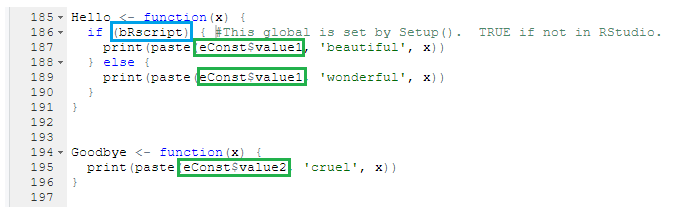 185 Hello <- function(x) {
186 if (bRscript) { #This global is set by Setup().  TRUE if not in RStudio.
187 print(paste(eConst$value1, 'beautiful', x))
188 } else {
189 print(paste(eConst$value1, 'wonderful', x))
190 }
191 }
192
193
194 Goodbye <- function(x) {
195 print(paste(eConst$value2, 'cruel', x))
196 }
197